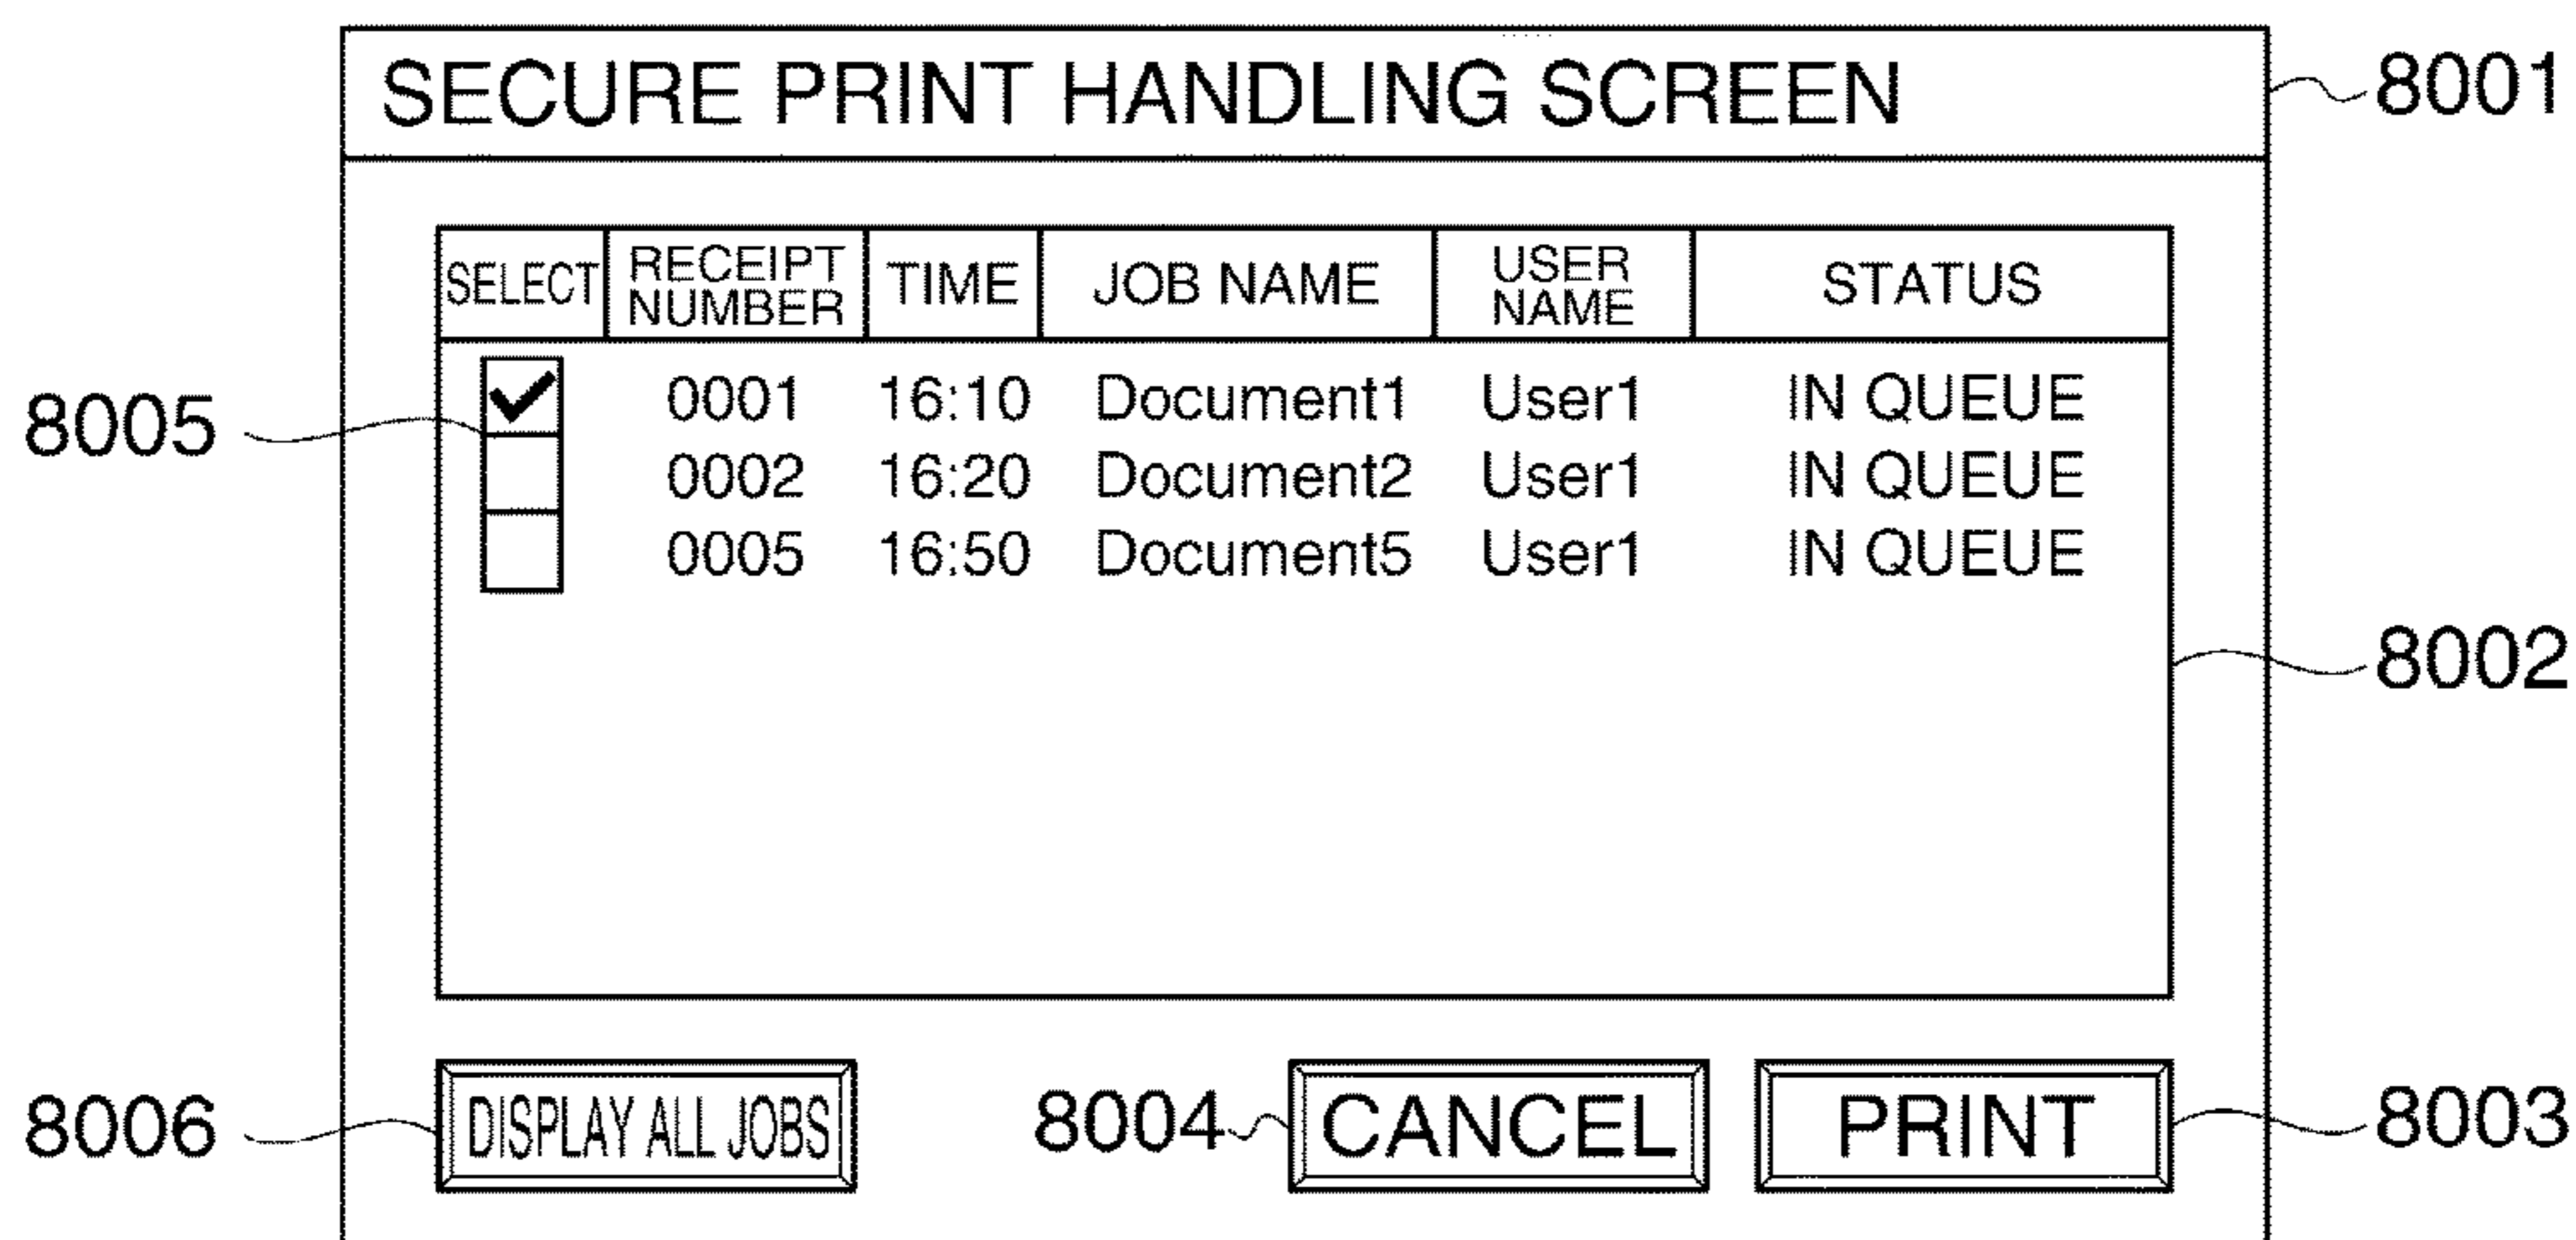 SECURE PRINT HANDLING SCREEN
8001
SELECT RECEIPT NUMBER TIME JOB NAME USER NAME STATUS
8005
0001 16:10 Document1 User1 IN QUEUE
0002 16:20 Document2 User1 IN QUEUE
0005 16:50 Document5 User1 IN QUEUE
8002
8006 DISPLAY ALL JOBS 8004 CANCEL PRINT 8003